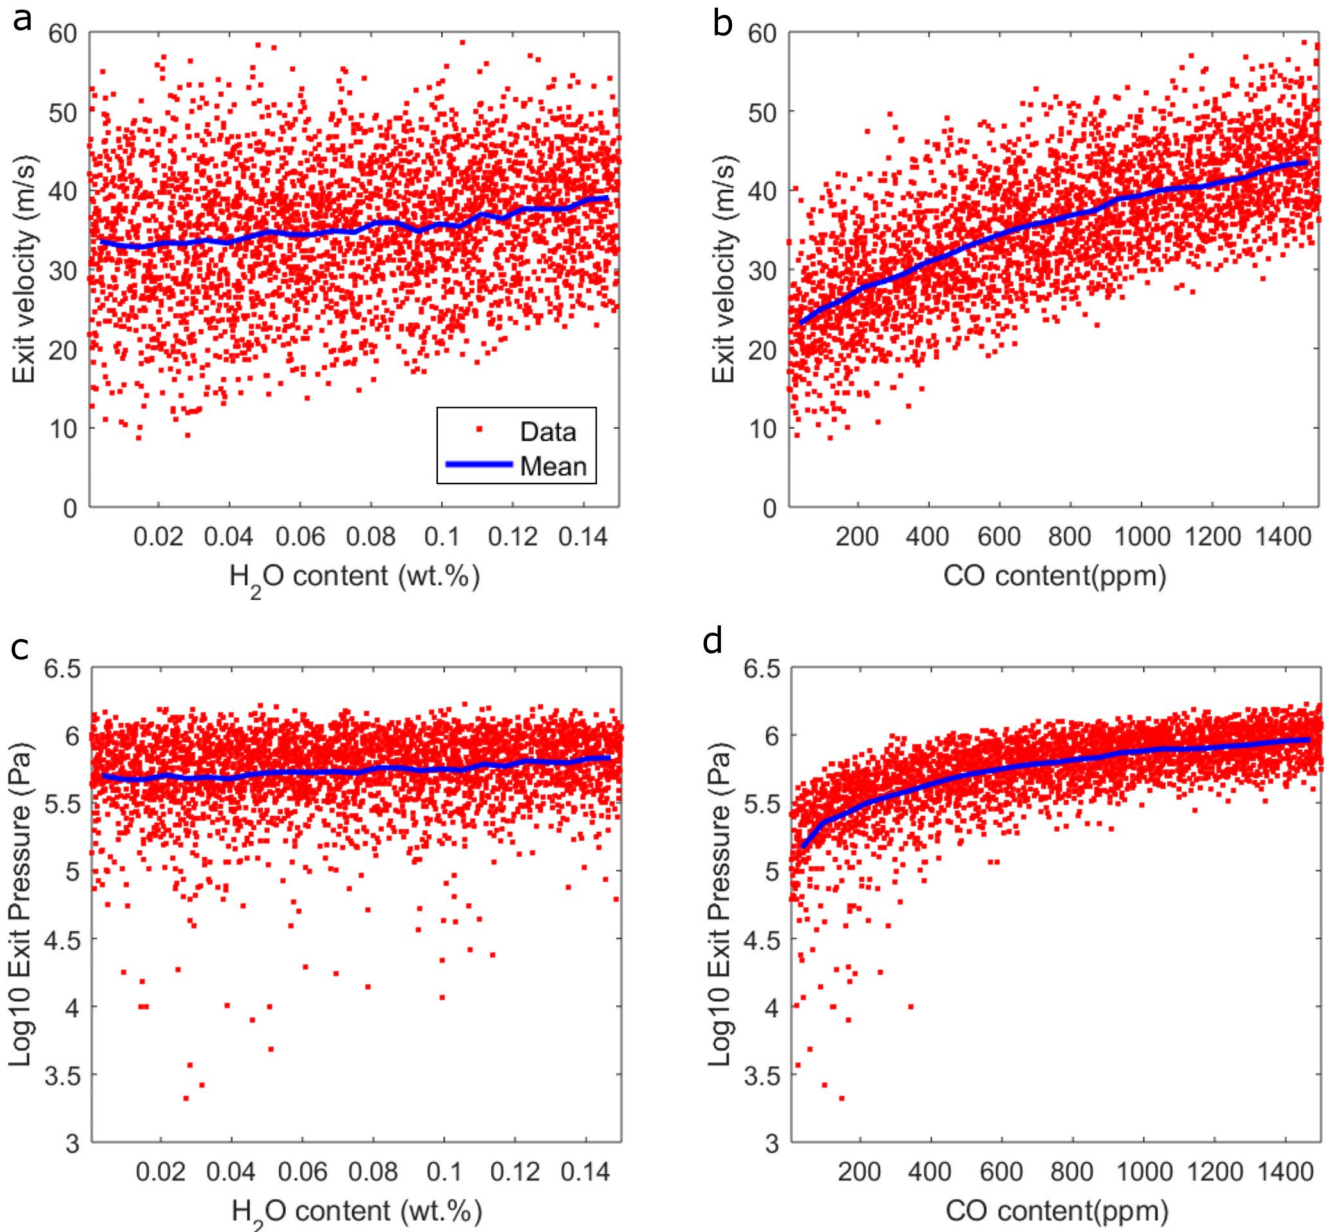 a
60
50
40
30
20
10
0
Exit velocity (m/s)
Data
Mean
0.02 0.04 0.06 0.08 0.1 0.12 0.14
H2O content (wt.%)
b
60
50
40
30
20
10
0
Exit velocity (m/s)
200 400 600 800 1000 1200 1400
CO content(ppm)
c
6.5
6
5.5
5
4.5
4
3.5
3
Log10 Exit Pressure (Pa)
0.02 0.04 0.06 0.08 0.1 0.12 0.14
H2O content (wt.%)
d
6.5
6
5.5
5
4.5
4
3.5
3
Log10 Exit Pressure (Pa)
200 400 600 800 1000 1200 1400
CO content(ppm)